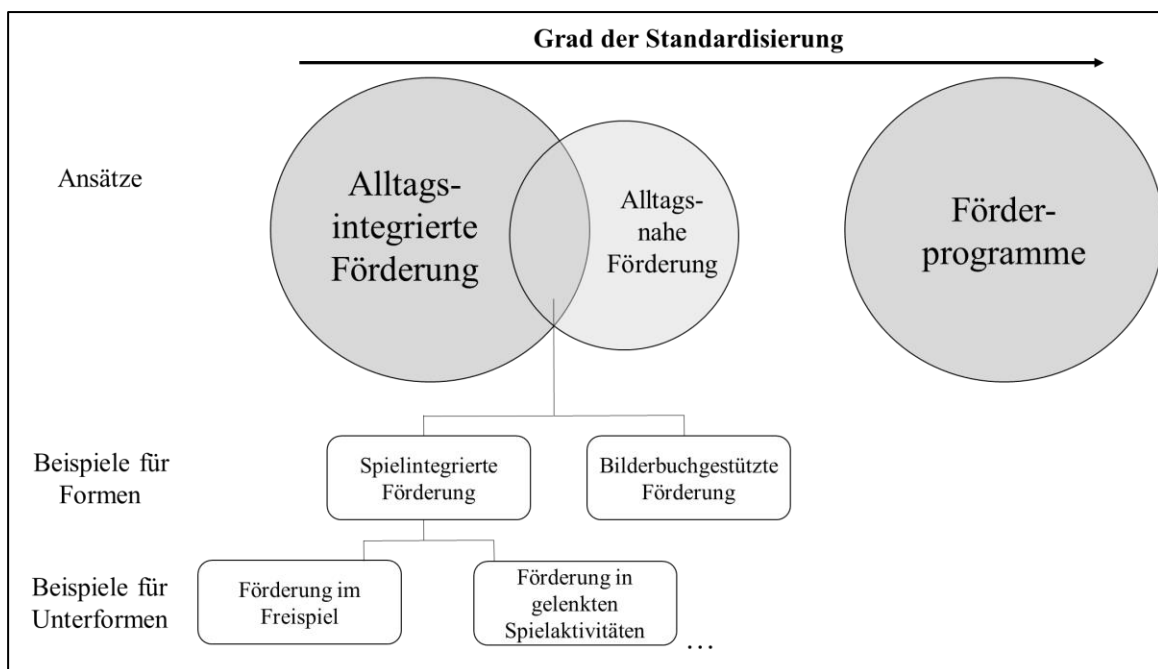 Grad der Standardisierung
Ansätze
Alltags-
integrierte
Förderung
Alltags-
nahe
Förderung
Förder-
programme
Beispiele für
Formen
Spielintegrierte
Förderung
Bilderbuchgestützte
Förderung
Beispiele für
Unterformen
Förderung im
Freispiel
Förderung in
gelenkten
Spielaktivitäten
...